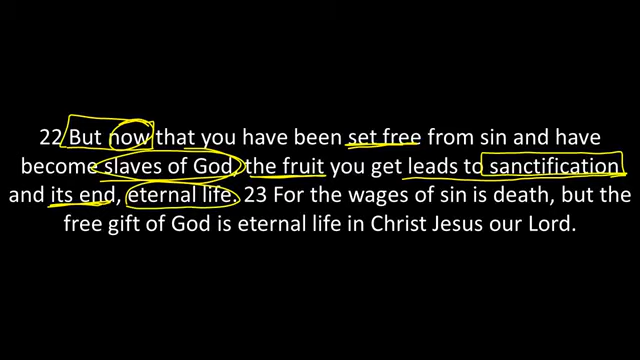 22 But now that you have been set free from sin and have
become slaves of God, the fruit you get leads to sanctification
and its end, eternal life. 23 For the wages of sin is death, but the
free gift of God is eternal life in Christ Jesus our Lord.